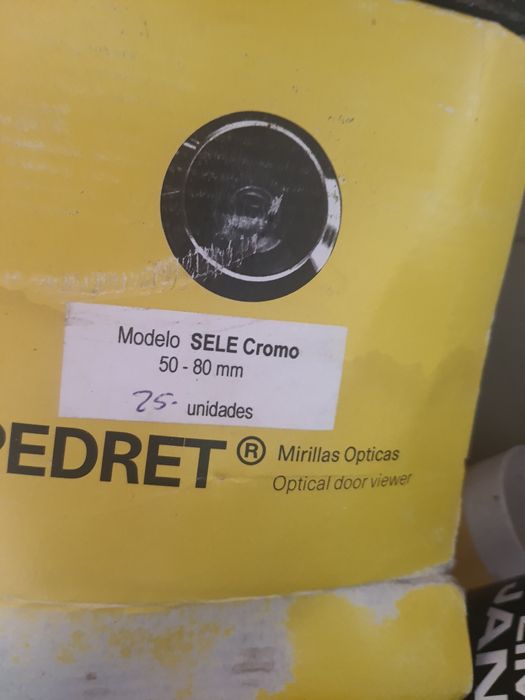 Modelo SELE Cromo
50 - 80 mm
25- unidades
PEDRET ® Mirillas Opticas
Optical door viewer